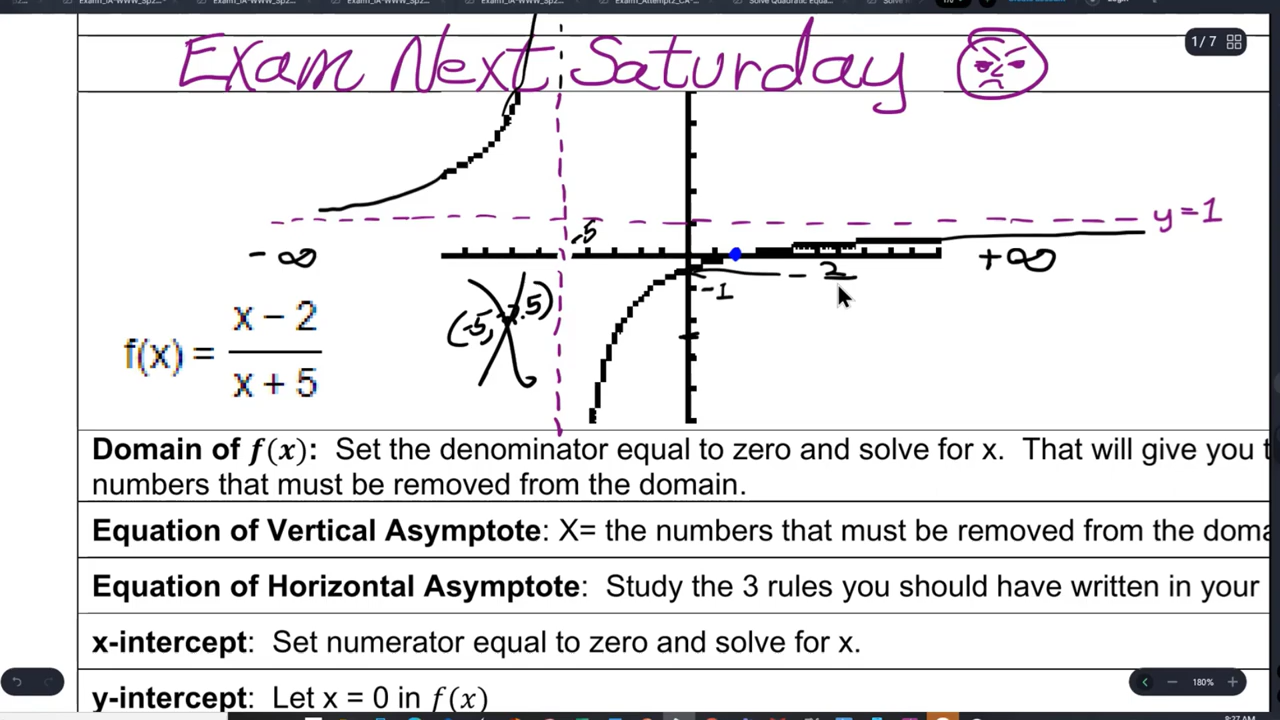 Exam Next Saturday
1/7
y=1
-5
-∞
+∞
- 2
-1
f(x) = x – 2
x + 5
Domain of f(x): Set the denominator equal to zero and solve for x. That will give you t
numbers that must be removed from the domain.
Equation of Vertical Asymptote: X= the numbers that must be removed from the doma
Equation of Horizontal Asymptote: Study the 3 rules you should have written in your
x-intercept: Set numerator equal to zero and solve for x.
y-intercept: Let x = 0 in f(x)
180%